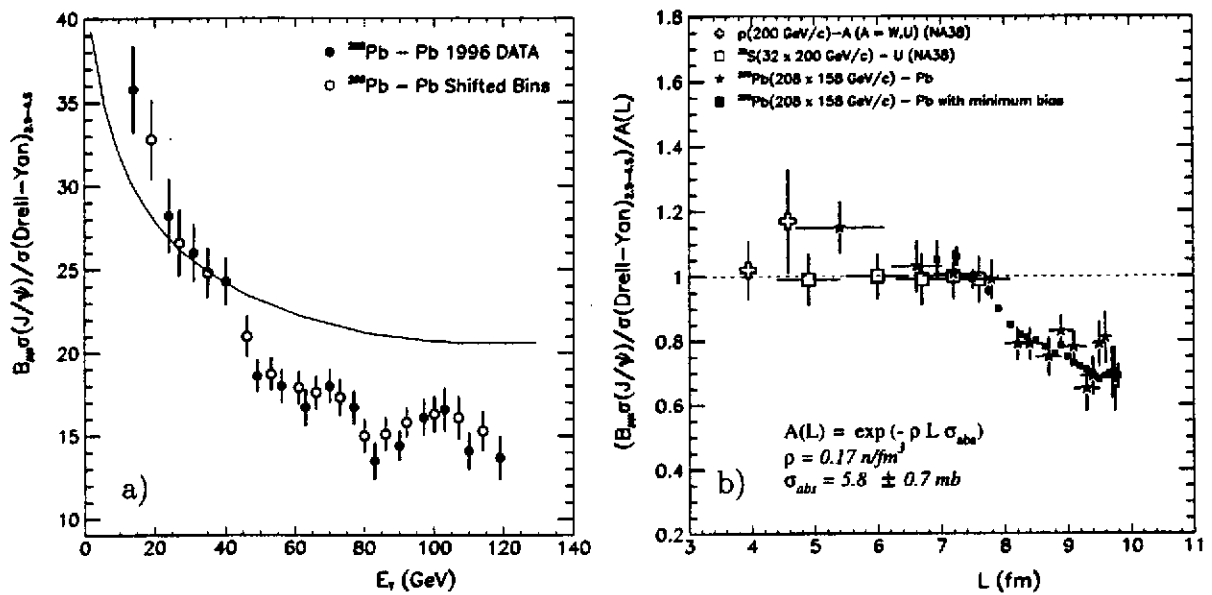 B_μμσ(J/ψ)/σ(Drell–Yan)₂.₉₋₄.₅
40
35
30
25
20
15
10
²⁰⁸Pb – Pb 1996 DATA
²⁰⁸Pb – Pb Shifted Bins
a)
0 20 40 60 80 100 120 140
E_T (GeV)
(B_μμσ(J/ψ)/σ(Drell–Yan)₂.₉₋₄.₅)/A(L)
1.8
1.6
1.4
1.2
1
0.8
0.6
0.4
0.2
p(200 GeV/c)–A (A = W,U) (NA38)
³²S(32 x 200 GeV/c) – U (NA38)
²⁰⁸Pb(208 x 158 GeV/c) – Pb
²⁰⁸Pb(208 x 158 GeV/c) – Pb with minimum bias
A(L) = exp (- ρ L σ_abs)
ρ = 0.17 n/fm³
σ_abs = 5.8 ± 0.7 mb
b)
3 4 5 6 7 8 9 10 11
L (fm)